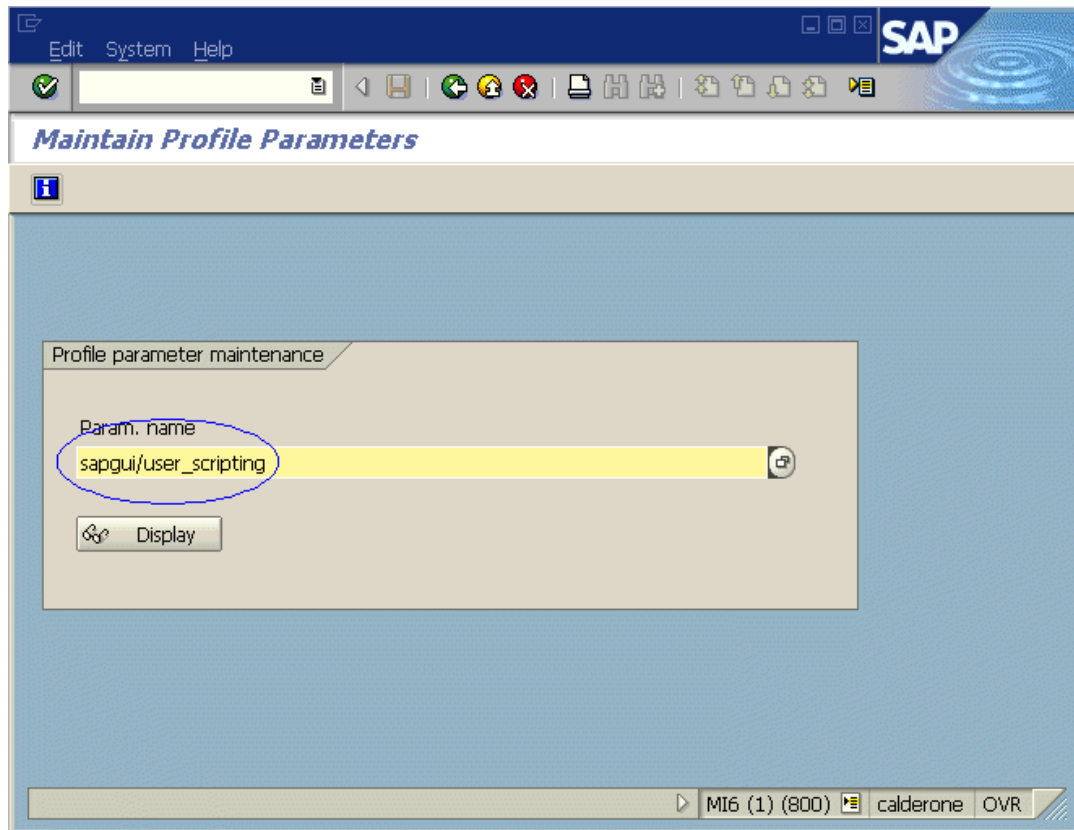 Edit System Help
SAP
Maintain Profile Parameters
Profile parameter maintenance
Param. name
sapgui/user_scripting
Display
MI6 (1) (800) calderone OVR